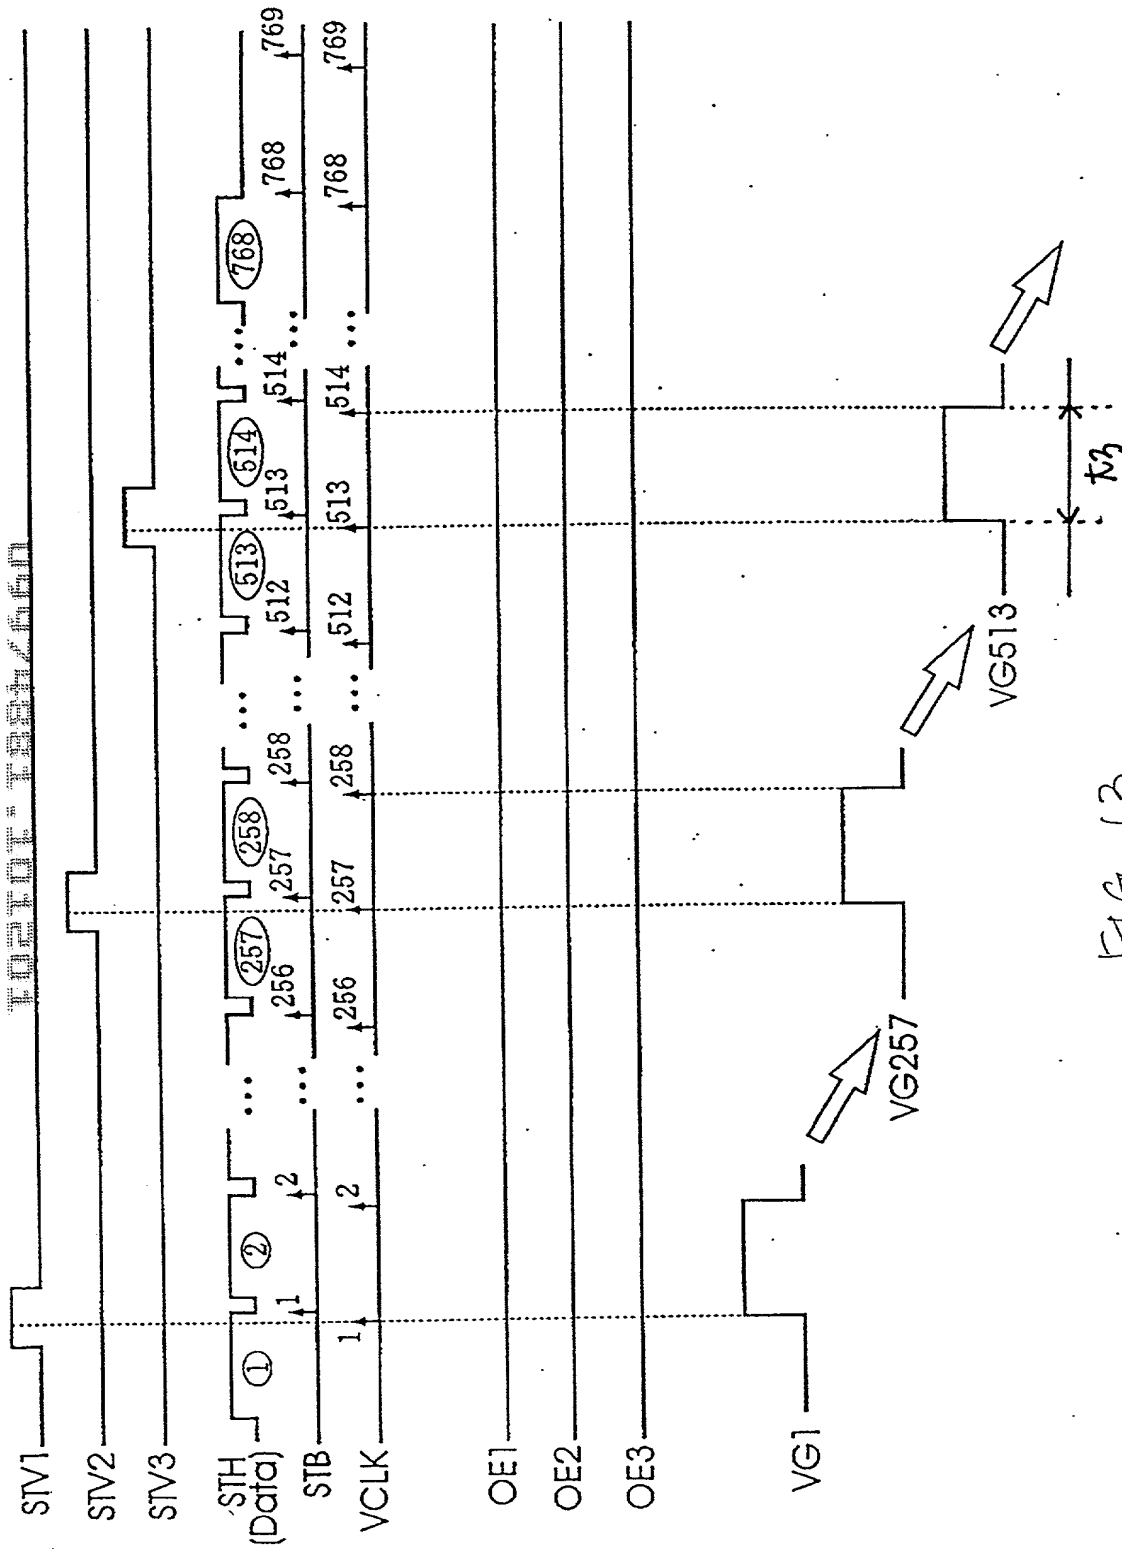 STV1
STV2
STV3
STH
(Data)
① ② ... 257 258 ... 513 514 ... 768
STB
1 2 ... 256 257 258 ... 512 513 514 ... 768 769
VCLK
1 2 ... 256 257 258 ... 512 513 514 ... 768 769
OE1
OE2
OE3
VG1
VG257
VG513